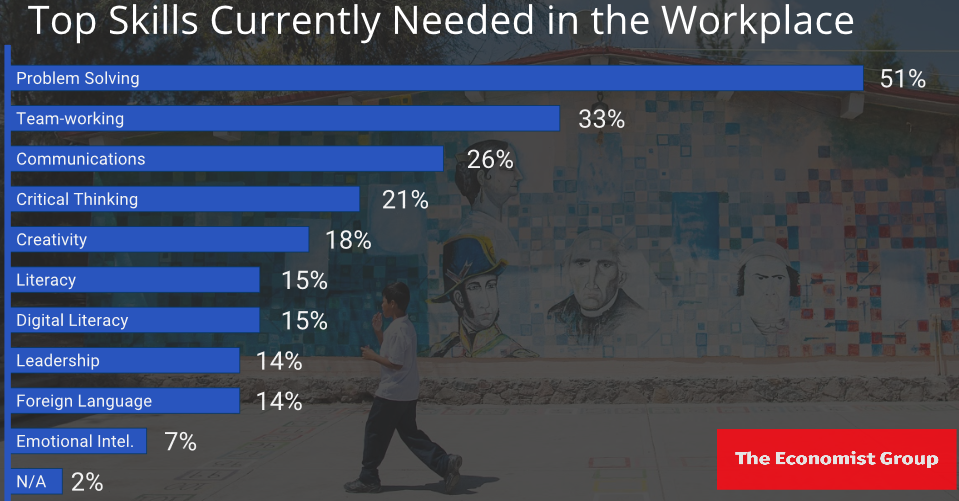 Top Skills Currently Needed in the Workplace
Problem Solving 51%
Team-working 33%
Communications 26%
Critical Thinking 21%
Creativity 18%
Literacy 15%
Digital Literacy 15%
Leadership 14%
Foreign Language 14%
Emotional Intel. 7%
N/A 2%
The Economist Group